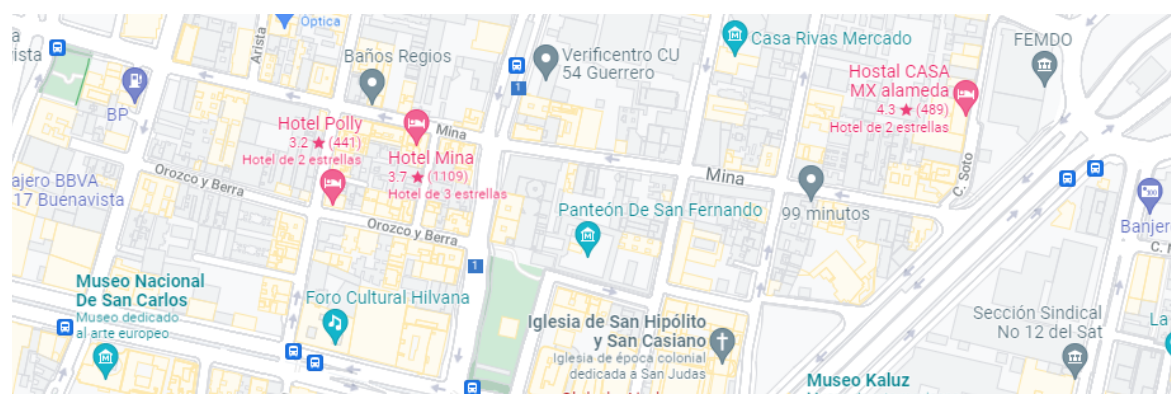 a
vista
Optica
Arista
Baños Regios
Verificentro CU
54 Guerrero
Casa Rivas Mercado
FEMDO
Hostal CASA
MX alameda
4.3 ★ (489)
Hotel de 2 estrellas
BP
Hotel Polly
3.2 ★ (441)
Hotel de 2 estrellas
Mina
1
Hotel Mina
3.7 ★ (1109)
Hotel de 3 estrellas
Orozco y Berra
Mina
C. Soto
ajero BBVA
17 Buenavista
Orozco y Berra
Panteón De San Fernando
99 minutos
Banjer
1
Museo Nacional
De San Carlos
Museo dedicado
al arte europeo
Foro Cultural Hilvana
Iglesia de San Hipólito
y San Casiano
Iglesia de época colonial
dedicada a San Judas
Sección Sindical
No 12 del Sat
La
Museo Kaluz